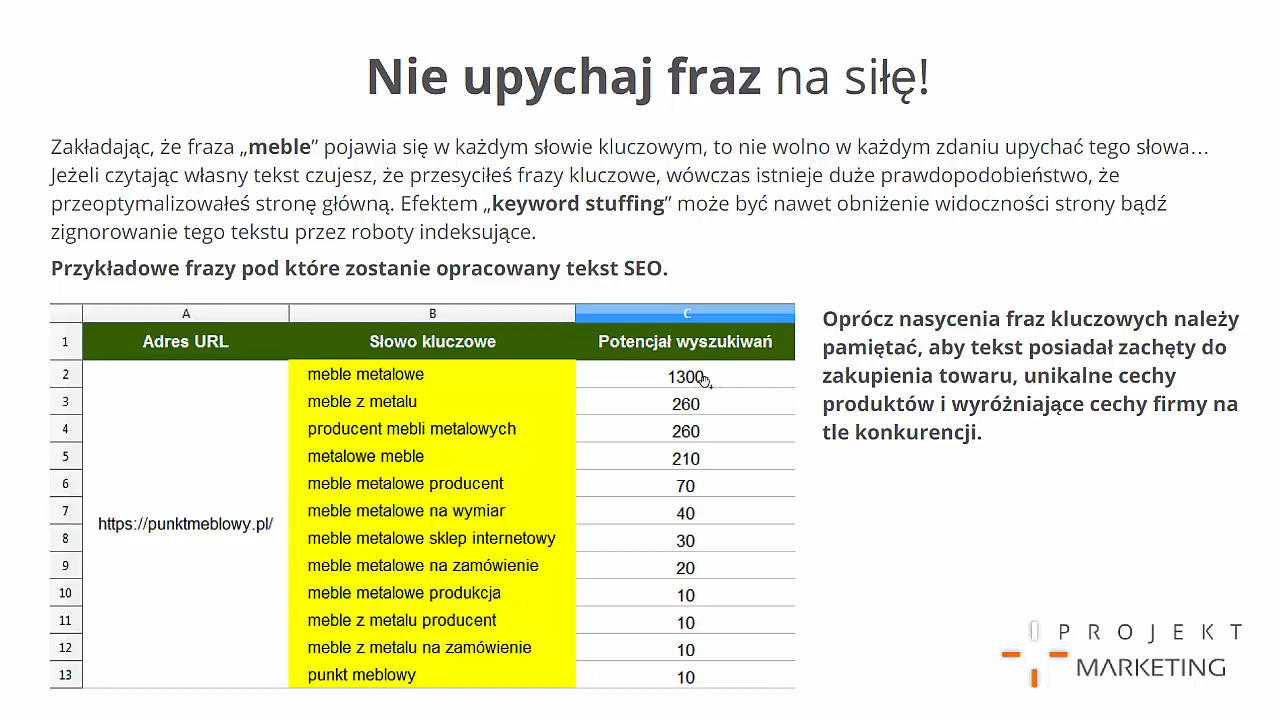 Nie upychaj fraz na siłę!
Zakładając, że fraza „meble” pojawia się w każdym słowie kluczowym, to nie wolno w każdym zdaniu upychać tego słowa…
Jeżeli czytając własny tekst czujesz, że przesyciłeś frazy kluczowe, wówczas istnieje duże prawdopodobieństwo, że
przeoptymalizowałeś stronę główną. Efektem „keyword stuffing” może być nawet obniżenie widoczności strony bądź
zignorowanie tego tekstu przez roboty indeksujące.
Przykładowe frazy pod które zostanie opracowany tekst SEO.
A B C
1 Adres URL Słowo kluczowe Potencjał wyszukiwań
2 meble metalowe 1300
3 meble z metalu 260
4 producent mebli metalowych 260
5 metalowe meble 210
6 meble metalowe producent 70
7 meble metalowe na wymiar 40
https://punktmeblowy.pl/
8 meble metalowe sklep internetowy 30
9 meble metalowe na zamówienie 20
10 meble metalowe produkcja 10
11 meble z metalu producent 10
12 meble z metalu na zamówienie 10
13 punkt meblowy 10
Oprócz nasycenia fraz kluczowych należy
pamiętać, aby tekst posiadał zachęty do
zakupienia towaru, unikalne cechy
produktów i wyróżniające cechy firmy na
tle konkurencji.
PROJEKT
MARKETING